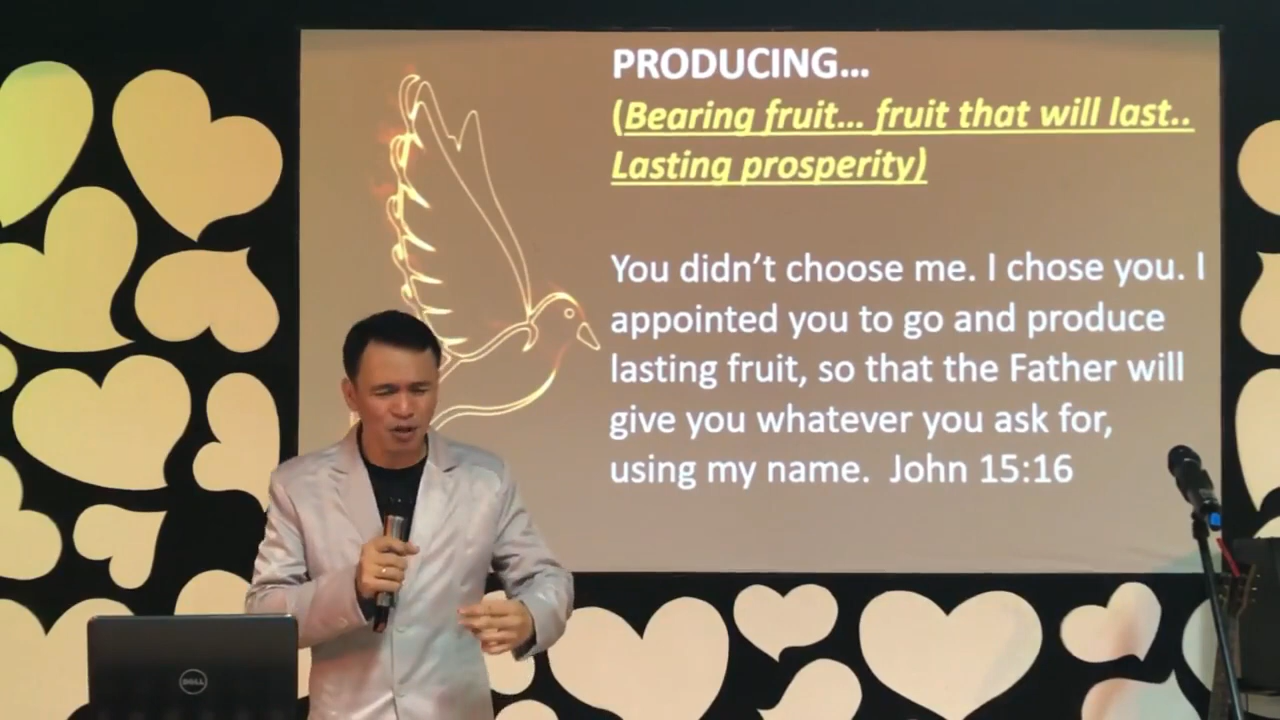 PRODUCING...
(Bearing fruit... fruit that will last..
Lasting prosperity)
You didn't choose me. I chose you. I
appointed you to go and produce
lasting fruit, so that the Father will
give you whatever you ask for,
using my name. John 15:16
DELL